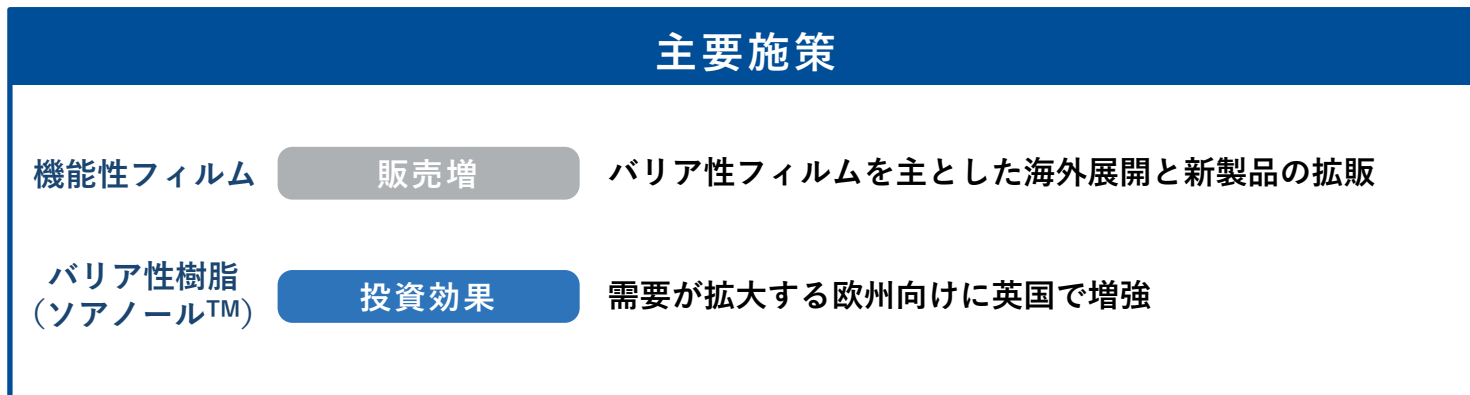 主要施策
機能性フィルム 販売増 バリア性フィルムを主とした海外展開と新製品の拡販
バリア性樹脂
(ソアノール™) 投資効果 需要が拡大する欧州向けに英国で増強